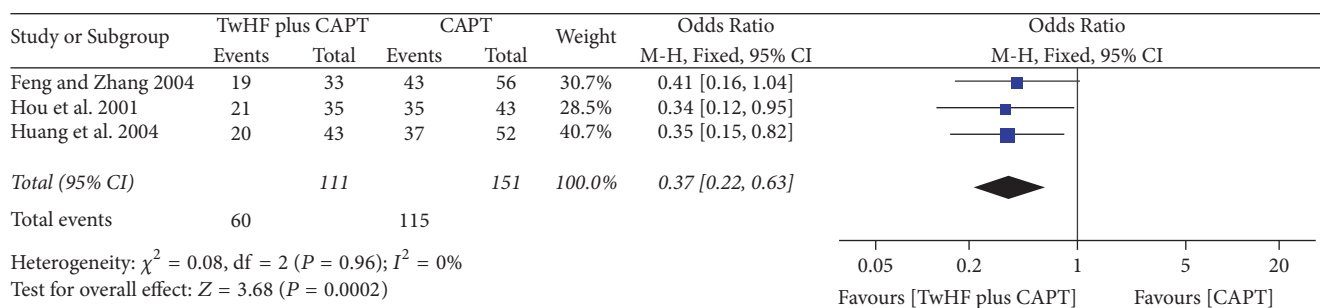 Study or Subgroup TwHF plus CAPT CAPT Weight Odds Ratio Odds Ratio
Events Total Events Total M-H, Fixed, 95% CI M-H, Fixed, 95% CI
Feng and Zhang 2004 19 33 43 56 30.7% 0.41 [0.16, 1.04]
Hou et al. 2001 21 35 35 43 28.5% 0.34 [0.12, 0.95]
Huang et al. 2004 20 43 37 52 40.7% 0.35 [0.15, 0.82]
Total (95% CI) 111 151 100.0% 0.37 [0.22, 0.63]
Total events 60 115
Heterogeneity: χ² = 0.08, df = 2 (P = 0.96); I² = 0%
Test for overall effect: Z = 3.68 (P = 0.0002)
0.05 0.2 1 5 20
Favours [TwHF plus CAPT] Favours [CAPT]